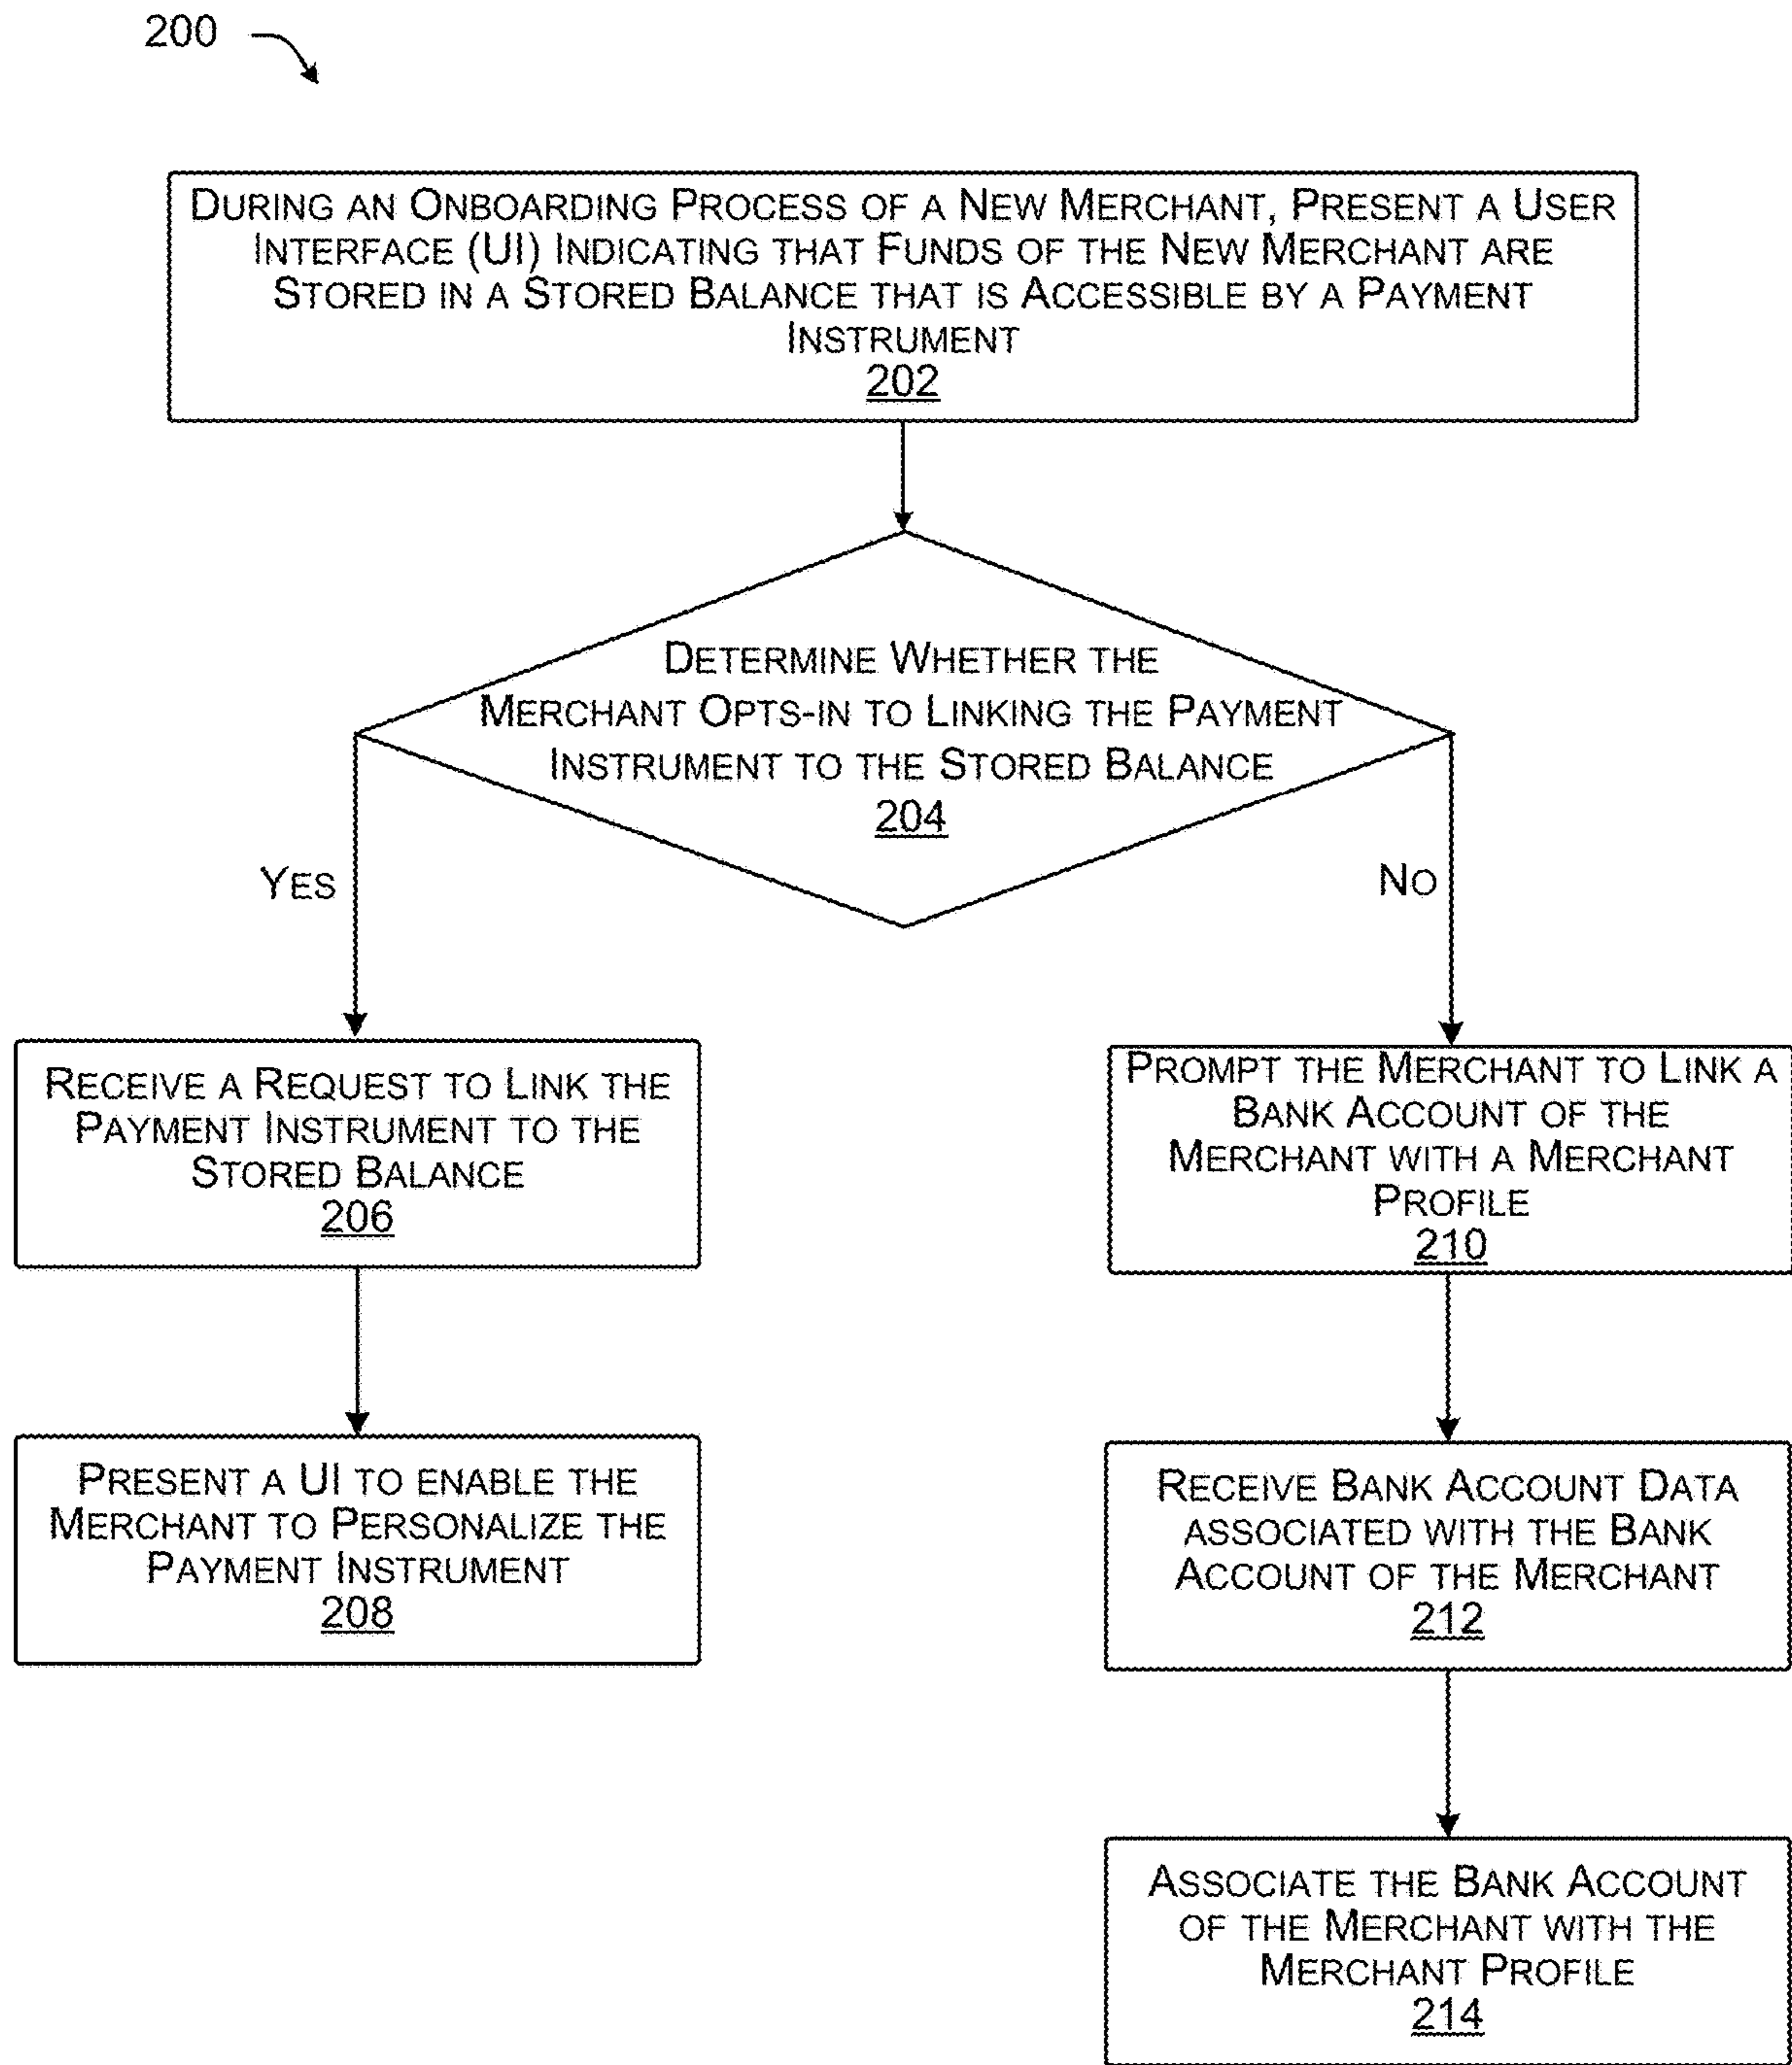 200
DURING AN ONBOARDING PROCESS OF A NEW MERCHANT, PRESENT A USER
INTERFACE (UI) INDICATING THAT FUNDS OF THE NEW MERCHANT ARE
STORED IN A STORED BALANCE THAT IS ACCESSIBLE BY A PAYMENT
INSTRUMENT
202
DETERMINE WHETHER THE
MERCHANT OPTS-IN TO LINKING THE PAYMENT
INSTRUMENT TO THE STORED BALANCE
204
YES
NO
RECEIVE A REQUEST TO LINK THE
PAYMENT INSTRUMENT TO THE
STORED BALANCE
206
PRESENT A UI TO ENABLE THE
MERCHANT TO PERSONALIZE THE
PAYMENT INSTRUMENT
208
PROMPT THE MERCHANT TO LINK A
BANK ACCOUNT OF THE
MERCHANT WITH A MERCHANT
PROFILE
210
RECEIVE BANK ACCOUNT DATA
ASSOCIATED WITH THE BANK
ACCOUNT OF THE MERCHANT
212
ASSOCIATE THE BANK ACCOUNT
OF THE MERCHANT WITH THE
MERCHANT PROFILE
214